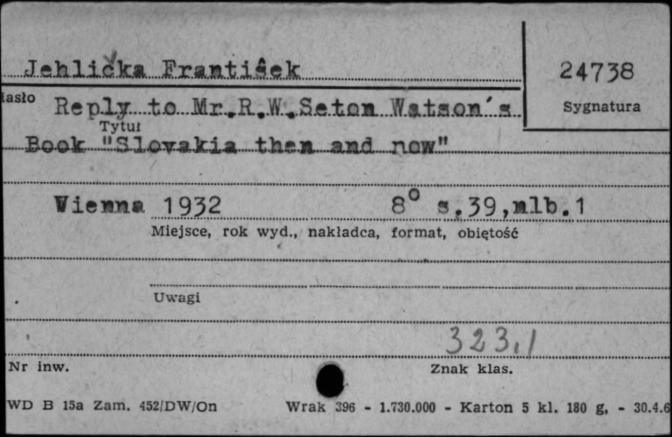 Jehlička František
24738
Sygnatura
Reply to Mr.R.W.Seton Watson's
Tytuł
Book "Slovakia then and now"
Vienna 1932 8° s.39,nlb.1
Miejsce, rok wyd., nakładca, format, objętość
Uwagi
323,1
Nr inw.
Znak klas.
WD B 15a Zam. 452/DW/On Wrak 396 - 1.730.000 - Karton 5 kl. 180 g, - 30.4.6